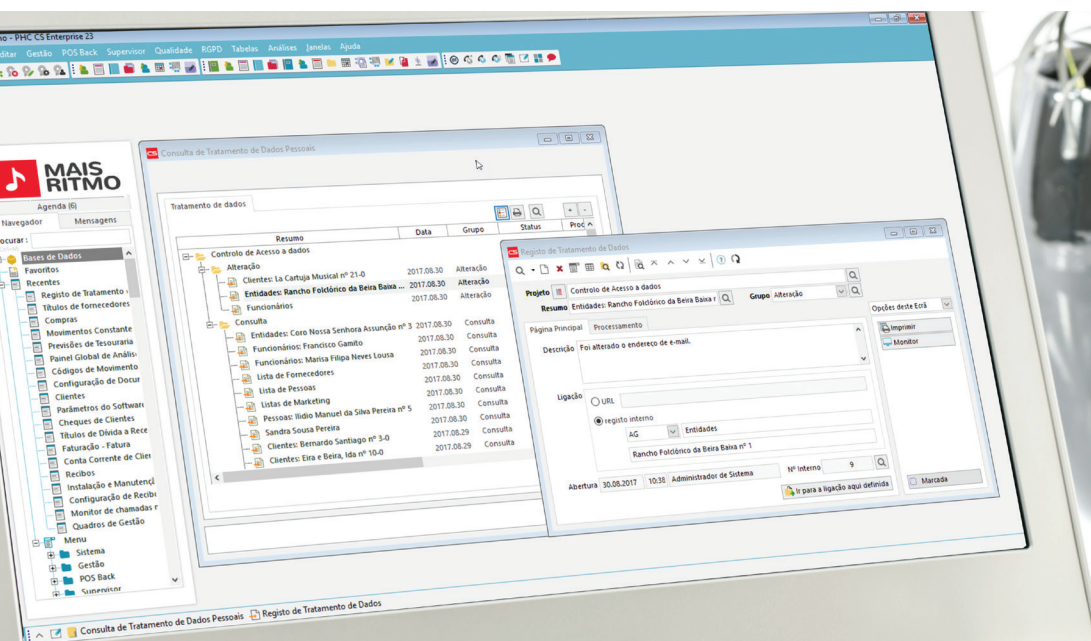 no - PHC CS Enterprise 23
ditar Gestão POS Back Supervisor Qualidade RGPD Tabelas Análises Janelas Ajuda
MAIS
RITMO
Agenda (6)
Navegador Mensagens
ocurar :
Bases de Dados
Favoritos
Recentes
Registo de Tratamento
Títulos de fornecedores
Compras
Movimentos Constante
Previsões de Tesouraria
Painel Global de Anális
Códigos de Movimento
Configuração de Docur
Clientes
Parâmetros do Software
Cheques de Clientes
Títulos de Dívida a Rece
Faturação - Fatura
Conta Corrente de Clie
Recibos
Instalação e Manutençã
Configuração de Recibo
Monitor de chamadas r
Quadros de Gestão
Menu
Sistema
Gestão
POS Back
Supervisor
CS Consulta de Tratamento de Dados Pessoais
Tratamento de dados
Resumo Data Grupo Status Proc
Controlo de Acesso a dados
Alteração
Clientes: La Cartuja Musical nº 21-0 2017.08.30 Alteração
Entidades: Rancho Foldórico da Beira Baixa ... 2017.08.30 Alteração
Funcionários 2017.08.30 Alteração
Consulta
Entidades: Coro Nossa Senhora Assunção nº 3 2017.08.30 Consulta
Funcionários: Francisco Gamito 2017.08.30 Consulta
Funcionários: Marisa Filipa Neves Lousa 2017.08.30 Consulta
Lista de Fornecedores 2017.08.30 Consulta
Lista de Pessoas 2017.08.30 Consulta
Listas de Marketing 2017.08.30 Consulta
Pessoas: Ilidio Manuel da Silva Pereira nº 5 2017.08.30 Consulta
Sandra Sousa Pereira 2017.08.30 Consulta
Clientes: Bernardo Santiago nº 3-0 2017.08.29 Consulta
Clientes: Eira e Beira, lda nº 10-0 2017.08.29 Consulta
CS Registo de Tratamento de Dados
Projeto Controlo de Acesso a dados
Resumo Entidades: Rancho Foldórico da Beira Baixa r Grupo Alteração
Opções deste Ecrã
Página Principal Processamento
Imprimir
Monitor
Descrição Foi alterado o endereço de e-mail.
Ligação URL
registo interno
AG Entidades
Rancho Foldórico da Beira Baixa nº 1
Abertura 30.08.2017 10:38 Administrador de Sistema Nº Interno 9
Ir para a ligação aqui definida Marcada
Consulta de Tratamento de Dados Pessoais Registo de Tratamento de Dados